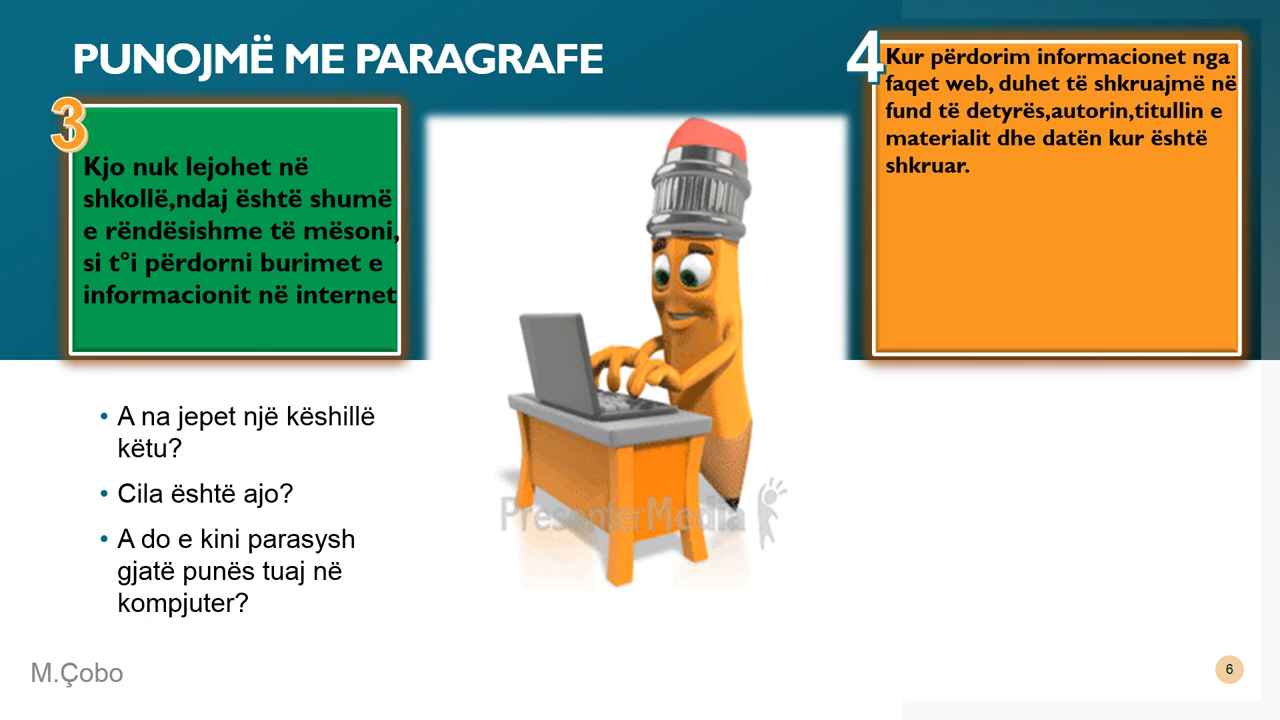 PUNOJMË ME PARAGRAFE
3
Kjo nuk lejohet në
shkollë,ndaj është shumë
e rëndësishme të mësoni,
si t°i përdorni burimet e
informacionit në internet
4
Kur përdorim informacionet nga
faqet web, duhet të shkruajmë në
fund të detyrës,autorin,titullin e
materialit dhe datën kur është
shkruar.
• A na jepet një këshillë
këtu?
• Cila është ajo?
• A do e kini parasysh
gjatë punës tuaj në
kompjuter?
PresenterMedia
M.Çobo
6